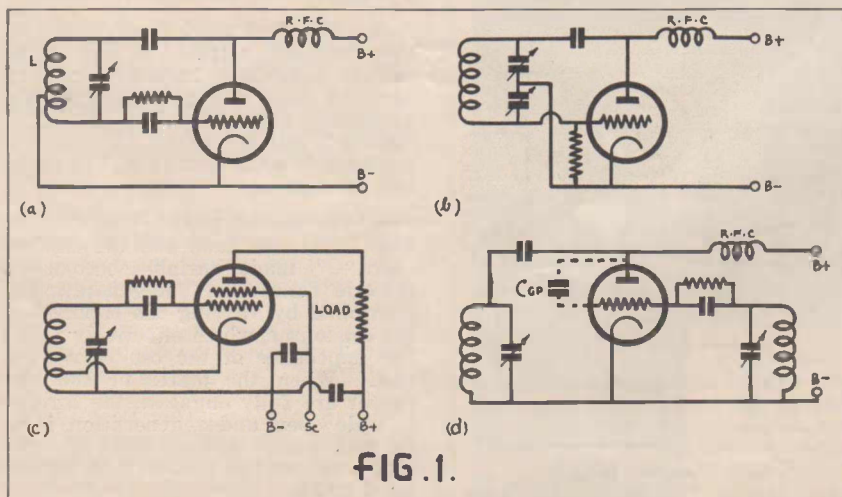 L
R.F.C
B+
B-
(a)
R.F.C
B+
B-
(b)
LOAD
B-
Sc
B+
(c)
R.F.C
B+
CGP
B-
(d)
FIG.1.